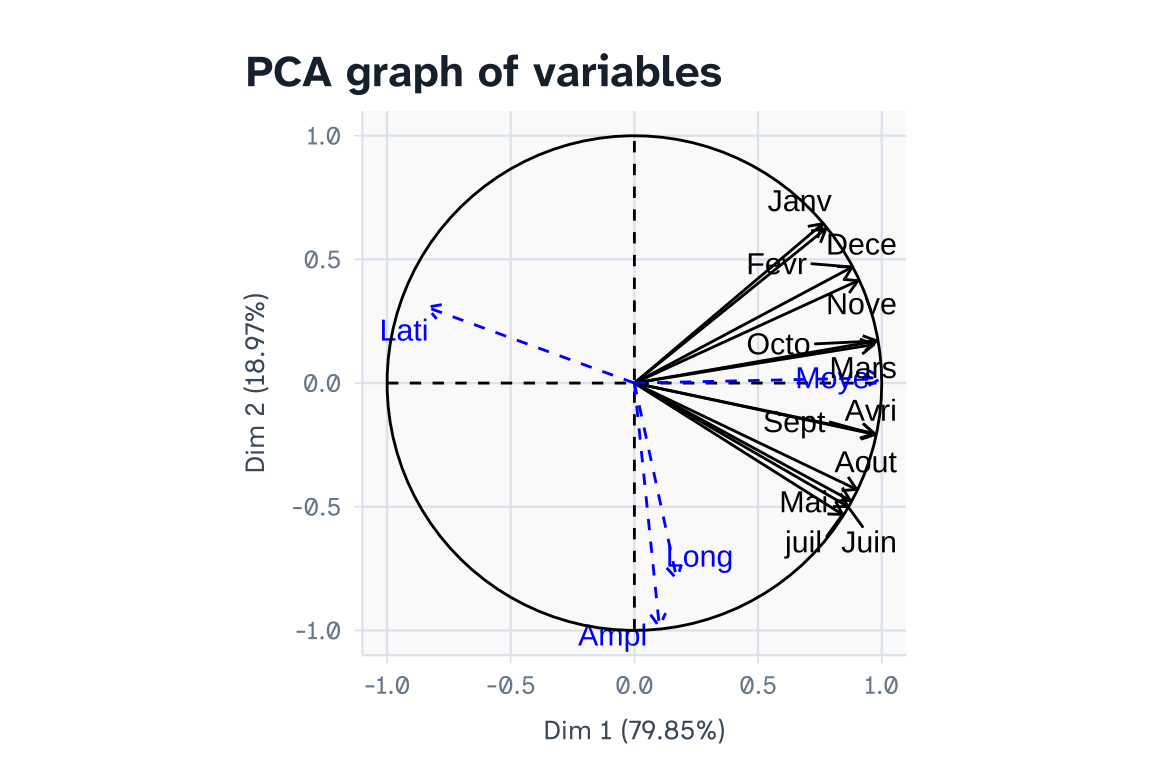 PCA graph of variables
1.0
0.5
0.0
-0.5
-1.0
Dim 2 (18.97%)
Janv
Dece
Fevr
Nove
Octo
Mars
Moye
Avri
Sept
Aout
Mai
juil
Juin
Lati
Long
Ampl
-1.0
-0.5
0.0
0.5
1.0
Dim 1 (79.85%)